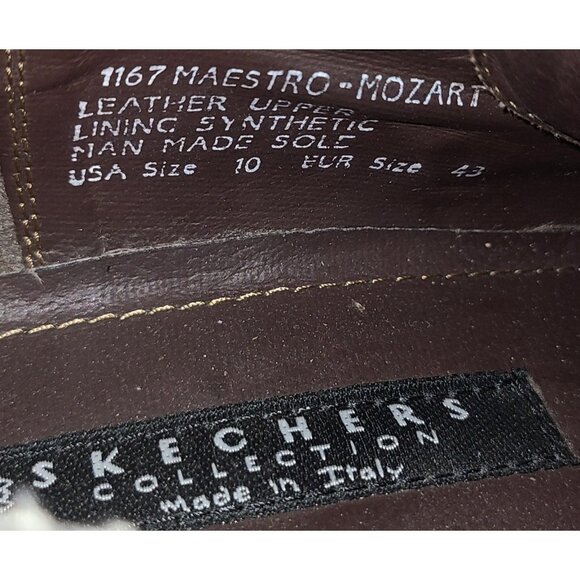 1167 MAESTRO-MOZART
LEATHER UPPER
LINING SYNTHETIC
MAN MADE SOLE
USA Size 10 EUR Size 43
SKECHERS
COLLECTION
Made in Italy